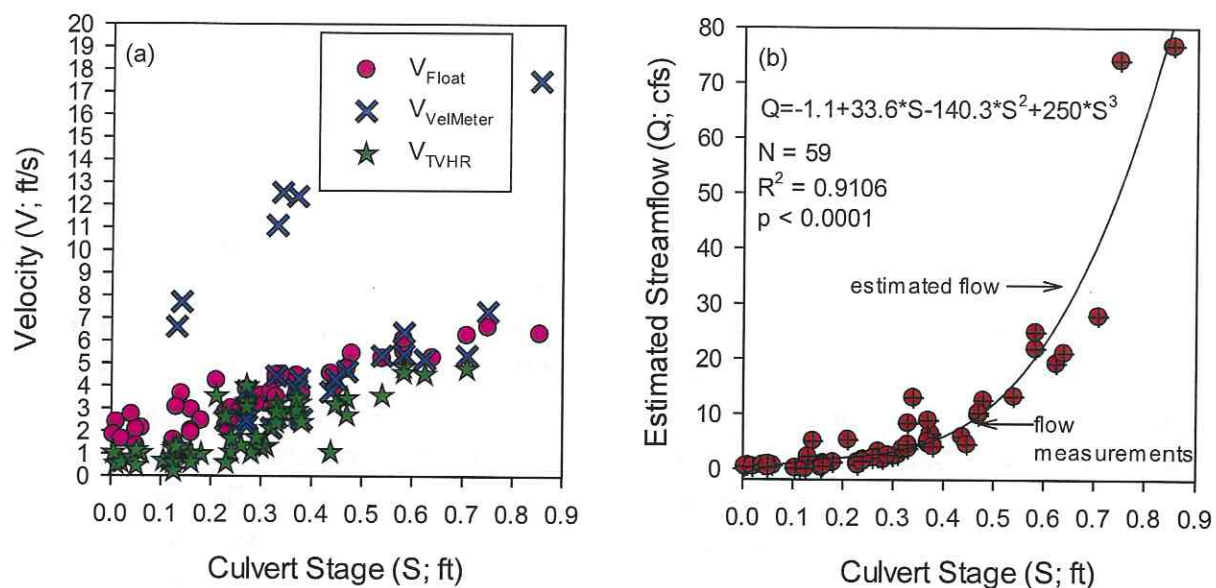 (a)
V_Float
V_VelMeter
V_TVHR
Velocity (V; ft/s)
20
19
18
17
16
15
14
13
12
11
10
9
8
7
6
5
4
3
2
1
0
0.0 0.1 0.2 0.3 0.4 0.5 0.6 0.7 0.8 0.9
Culvert Stage (S; ft)
(b)
Q=-1.1+33.6*S-140.3*S²+250*S³
N = 59
R² = 0.9106
p < 0.0001
estimated flow
flow
measurements
Estimated Streamflow (Q; cfs)
80
70
60
50
40
30
20
10
0
0.0 0.1 0.2 0.3 0.4 0.5 0.6 0.7 0.8 0.9
Culvert Stage (S; ft)